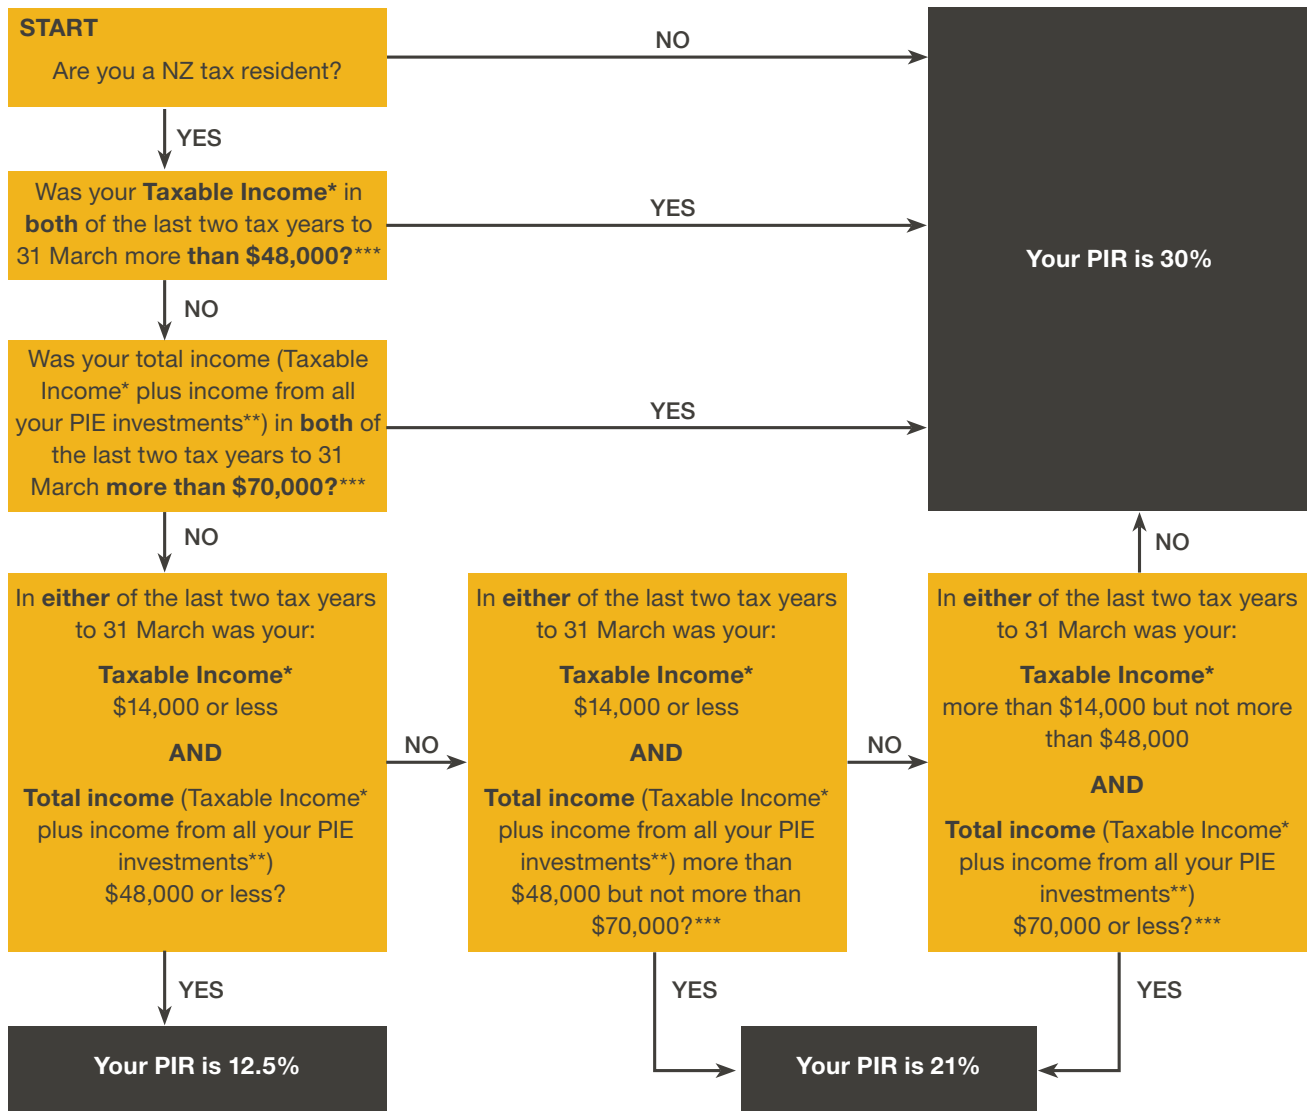 START
Are you a NZ tax resident?
NO
YES
Was your Taxable Income* in
both of the last two tax years to
31 March more than $48,000?***
YES
Your PIR is 30%
NO
Was your total income (Taxable
Income* plus income from all
your PIE investments**) in both of
the last two tax years to 31
March more than $70,000?***
YES
NO
NO
In either of the last two tax years
to 31 March was your:
Taxable Income*
$14,000 or less
AND
Total income (Taxable Income*
plus income from all your PIE
investments**)
$48,000 or less?
NO
In either of the last two tax years
to 31 March was your:
Taxable Income*
$14,000 or less
AND
Total income (Taxable Income*
plus income from all your PIE
investments**) more than
$48,000 but not more than
$70,000?***
NO
In either of the last two tax years
to 31 March was your:
Taxable Income*
more than $14,000 but not more
than $48,000
AND
Total income (Taxable Income*
plus income from all your PIE
investments**)
$70,000 or less?***
YES
YES
YES
Your PIR is 12.5%
Your PIR is 21%